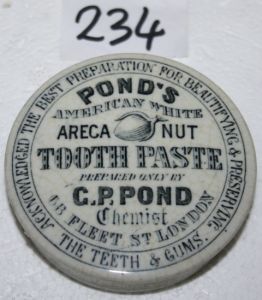 234
ACKNOWLEDGED THE BEST PREPARATION FOR BEAUTIFYING & PRESERVING
THE TEETH & GUMS.
POND'S
AMERICAN WHITE
ARECA NUT
TOOTH PASTE
PREPARED ONLY BY
G.P. POND
Chemist
68 FLEET ST LONDON